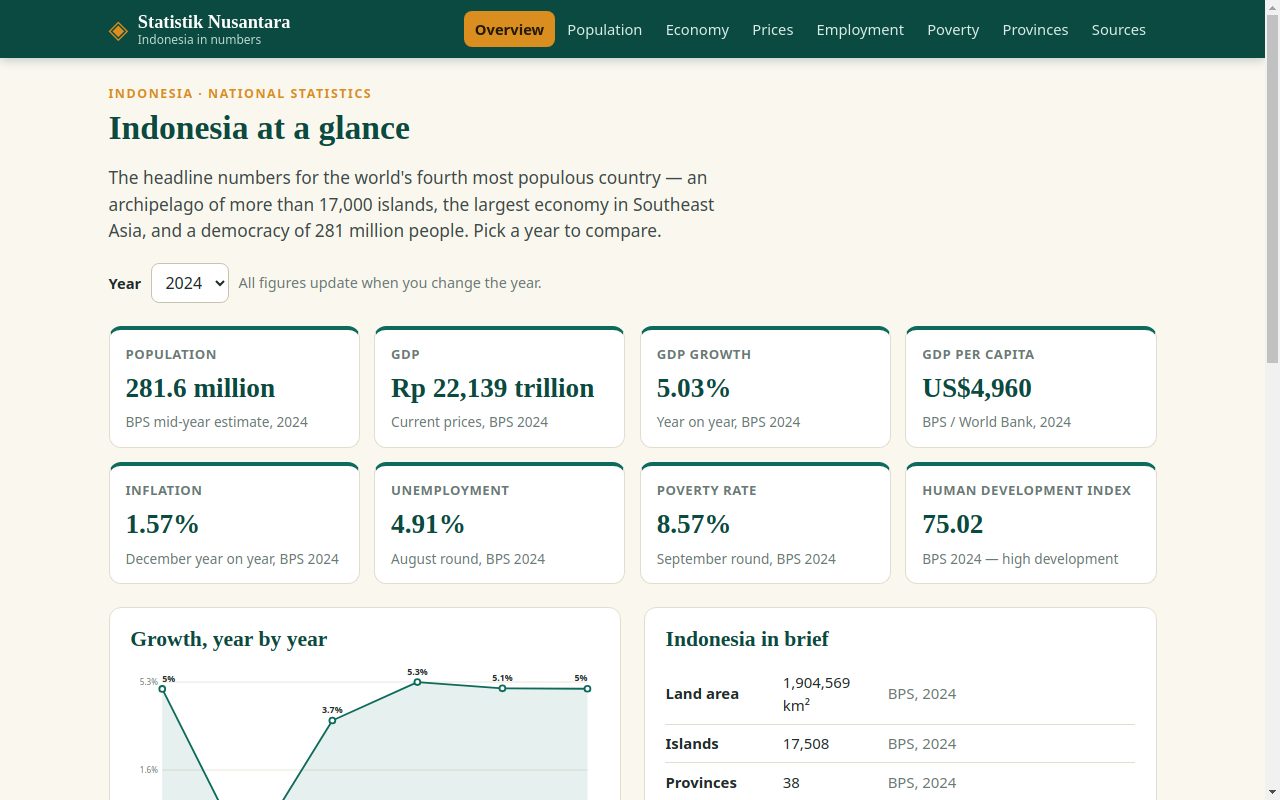 Statistik Nusantara
Indonesia in numbers
Overview
Population
Economy
Prices
Employment
Poverty
Provinces
Sources
INDONESIA · NATIONAL STATISTICS
Indonesia at a glance
The headline numbers for the world's fourth most populous country — an
archipelago of more than 17,000 islands, the largest economy in Southeast
Asia, and a democracy of 281 million people. Pick a year to compare.
Year
2024
All figures update when you change the year.
POPULATION
281.6 million
BPS mid-year estimate, 2024
GDP
Rp 22,139 trillion
Current prices, BPS 2024
GDP GROWTH
5.03%
Year on year, BPS 2024
GDP PER CAPITA
US$4,960
BPS / World Bank, 2024
INFLATION
1.57%
December year on year, BPS 2024
UNEMPLOYMENT
4.91%
August round, BPS 2024
POVERTY RATE
8.57%
September round, BPS 2024
HUMAN DEVELOPMENT INDEX
75.02
BPS 2024 — high development
Growth, year by year
5.3%
5%
3.7%
5.3%
5.1%
5%
1.6%
Indonesia in brief
Land area
1,904,569
km²
BPS, 2024
Islands
17,508
BPS, 2024
Provinces
38
BPS, 2024